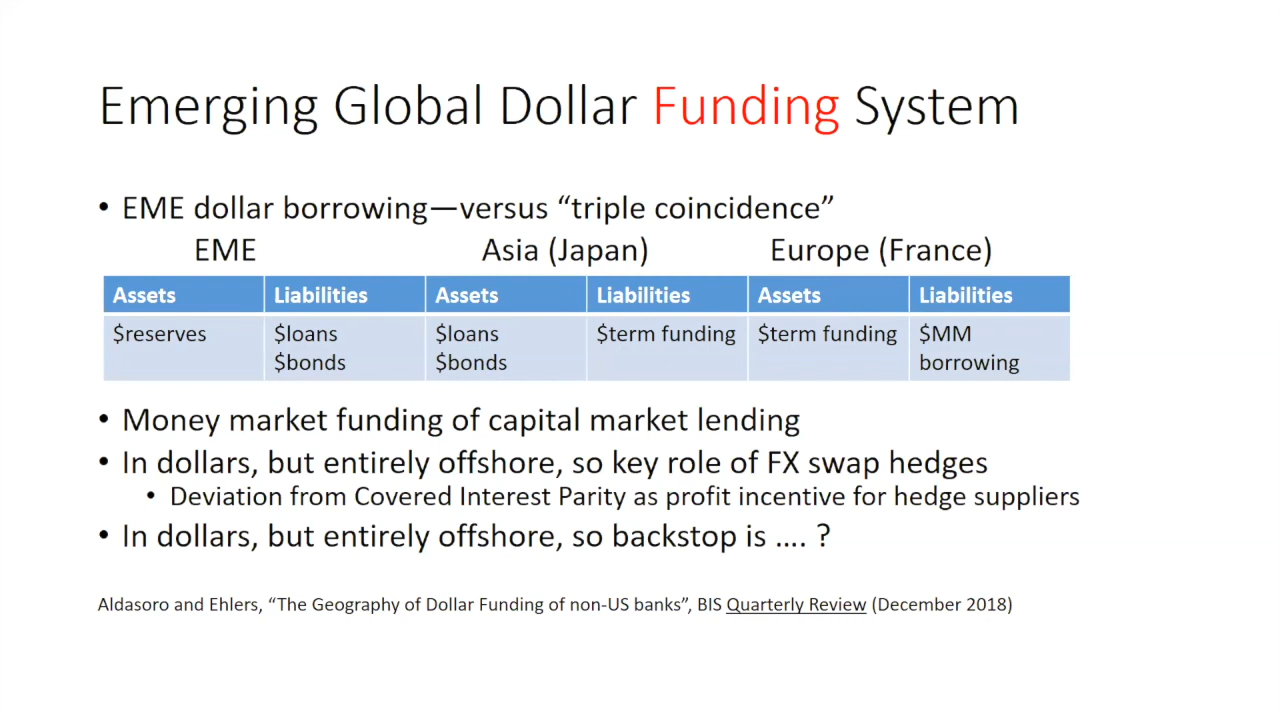 Emerging Global Dollar Funding System
• EME dollar borrowing—versus “triple coincidence”
EME Asia (Japan) Europe (France)
Assets Liabilities Assets Liabilities Assets Liabilities
$reserves $loans $loans $term funding $term funding $MM
$bonds $bonds borrowing
• Money market funding of capital market lending
• In dollars, but entirely offshore, so key role of FX swap hedges
• Deviation from Covered Interest Parity as profit incentive for hedge suppliers
• In dollars, but entirely offshore, so backstop is …. ?
Aldasoro and Ehlers, “The Geography of Dollar Funding of non-US banks”, BIS Quarterly Review (December 2018)